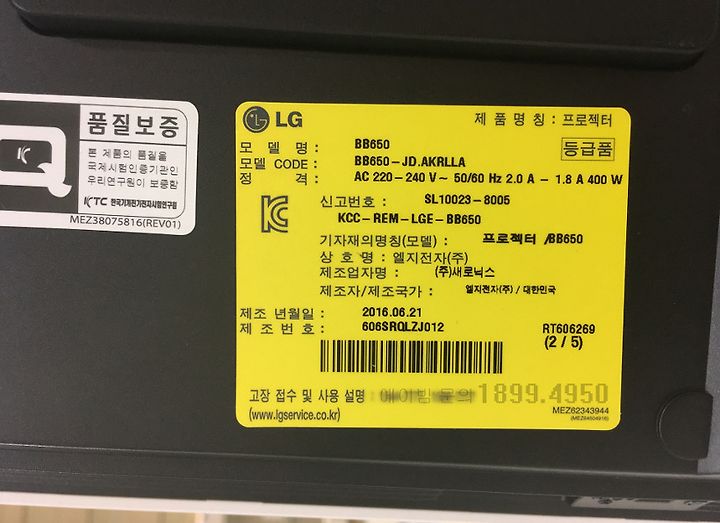 품질보증
본 제품의 품질을
국제시험인증기관인
우리연구원이 보증함
KTC 한국기계전기전자시험연구원
MEZ38075816(REV01)
LG 제 품 명 칭 : 프로젝터
모 델 명 : BB650 등급품
모델 CODE : BB650-JD.AKRLLA
정 격 : AC 220-240 V~ 50/60 Hz 2.0 A - 1.8 A 400 W
신고번호 : SL10023-8005
KCC-REM-LGE-BB650
기자재의명칭(모델) : 프로젝터 /BB650
상 호 명 : 엘지전자(주)
제조업자명 : (주)새로닉스
제조자/제조국가 : 엘지전자(주) / 대한민국
제조 년월일 : 2016.06.21
제조 번호 : 606SRQLZJ012 RT606269
(2 / 5)
고장 접수 및 사용 설명 에이빔 문의 1899.4950
(www.lgservice.co.kr) MEZ62343944
(MEZ64504916)